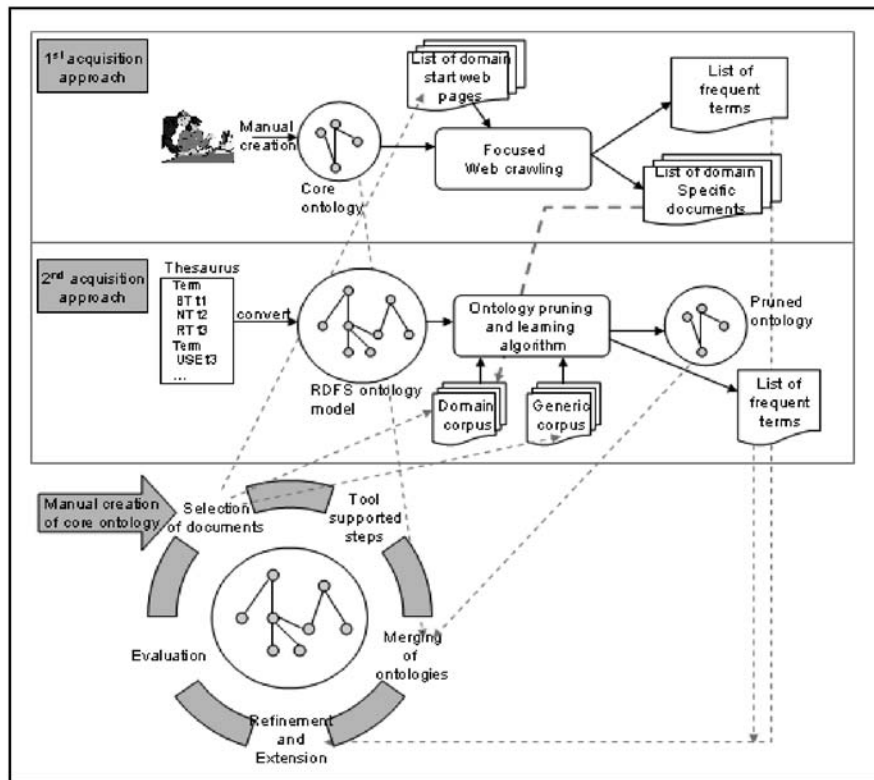 1st acquisition
approach
List of domain
start web
pages
List of
frequent
terms
Manual
creation
Focused
Web crawling
Core
ontology
List of domain
Specific
documents
2nd acquisition
approach
Thesaurus
Term
BT t1
NT t2
RT t3
Term
USE t3
...
convert
RDFS ontology
model
Ontology pruning
and learning
algorithm
Pruned
ontology
Domain
corpus
Generic
corpus
List of
frequent
terms
Manual creation
of core ontology
Selection
of documents
Tool
supported
steps
Evaluation
Merging
of
ontologies
Refinement
and
Extension